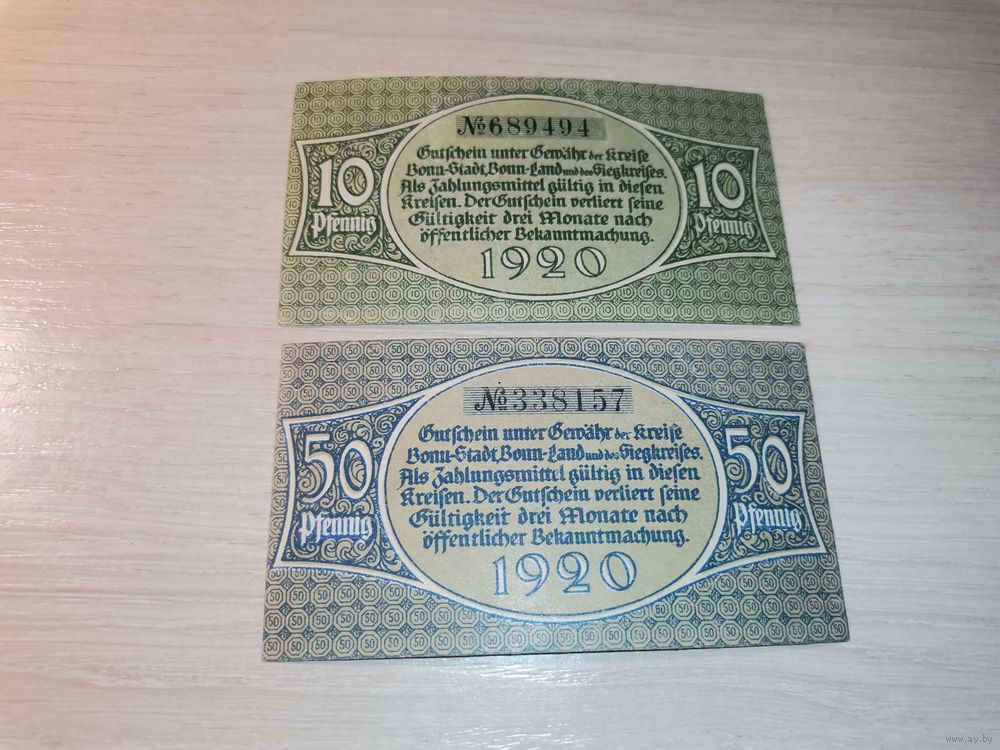 №689494
Gutschein unter Gewähr der Kreise
Bonn-Stadt, Bonn-Land und des Siegkreises.
Als Zahlungsmittel gültig in diesen
Kreisen. Der Gutschein verliert seine
Gültigkeit drei Monate nach
öffentlicher Bekanntmachung.
1920
10
Pfennig
10
Pfennig
№338157
Gutschein unter Gewähr der Kreise
Bonn-Stadt, Bonn-Land und des Siegkreises.
Als Zahlungsmittel gültig in diesen
Kreisen. Der Gutschein verliert seine
Gültigkeit drei Monate nach
öffentlicher Bekanntmachung.
1920
50
Pfennig
50
Pfennig
www.ay.by